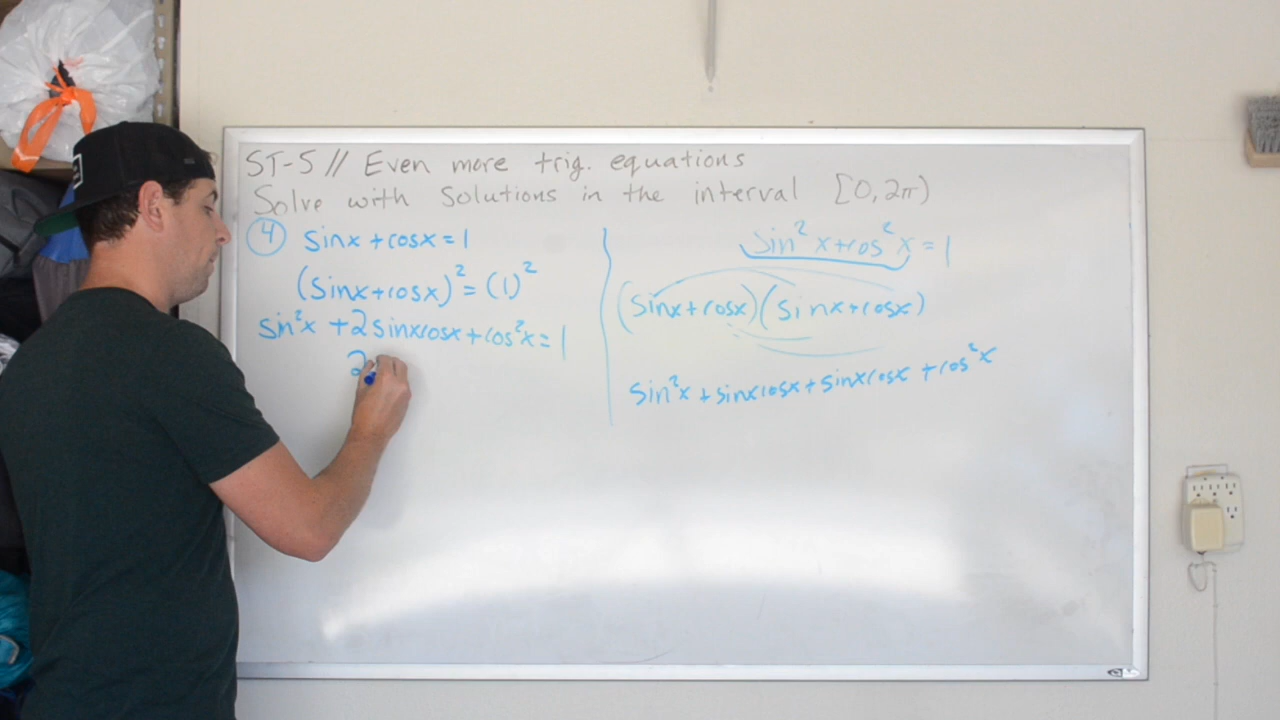 ST-5 // Even more trig. equations
Solve with Solutions in the interval [0, 2π)
④ sinx + cosx = 1
(sinx+cosx)² = (1)²
sin²x + 2sinxcosx + cos²x = 1
2
sin²x + cos²x = 1
(sinx + cosx)(sinx + cosx)
sin²x + sinxcosx + sinxcosx + cos²x